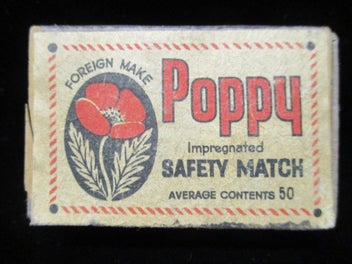 FOREIGN MAKE
Poppy
Impregnated
SAFETY MATCH
AVERAGE CONTENTS 50